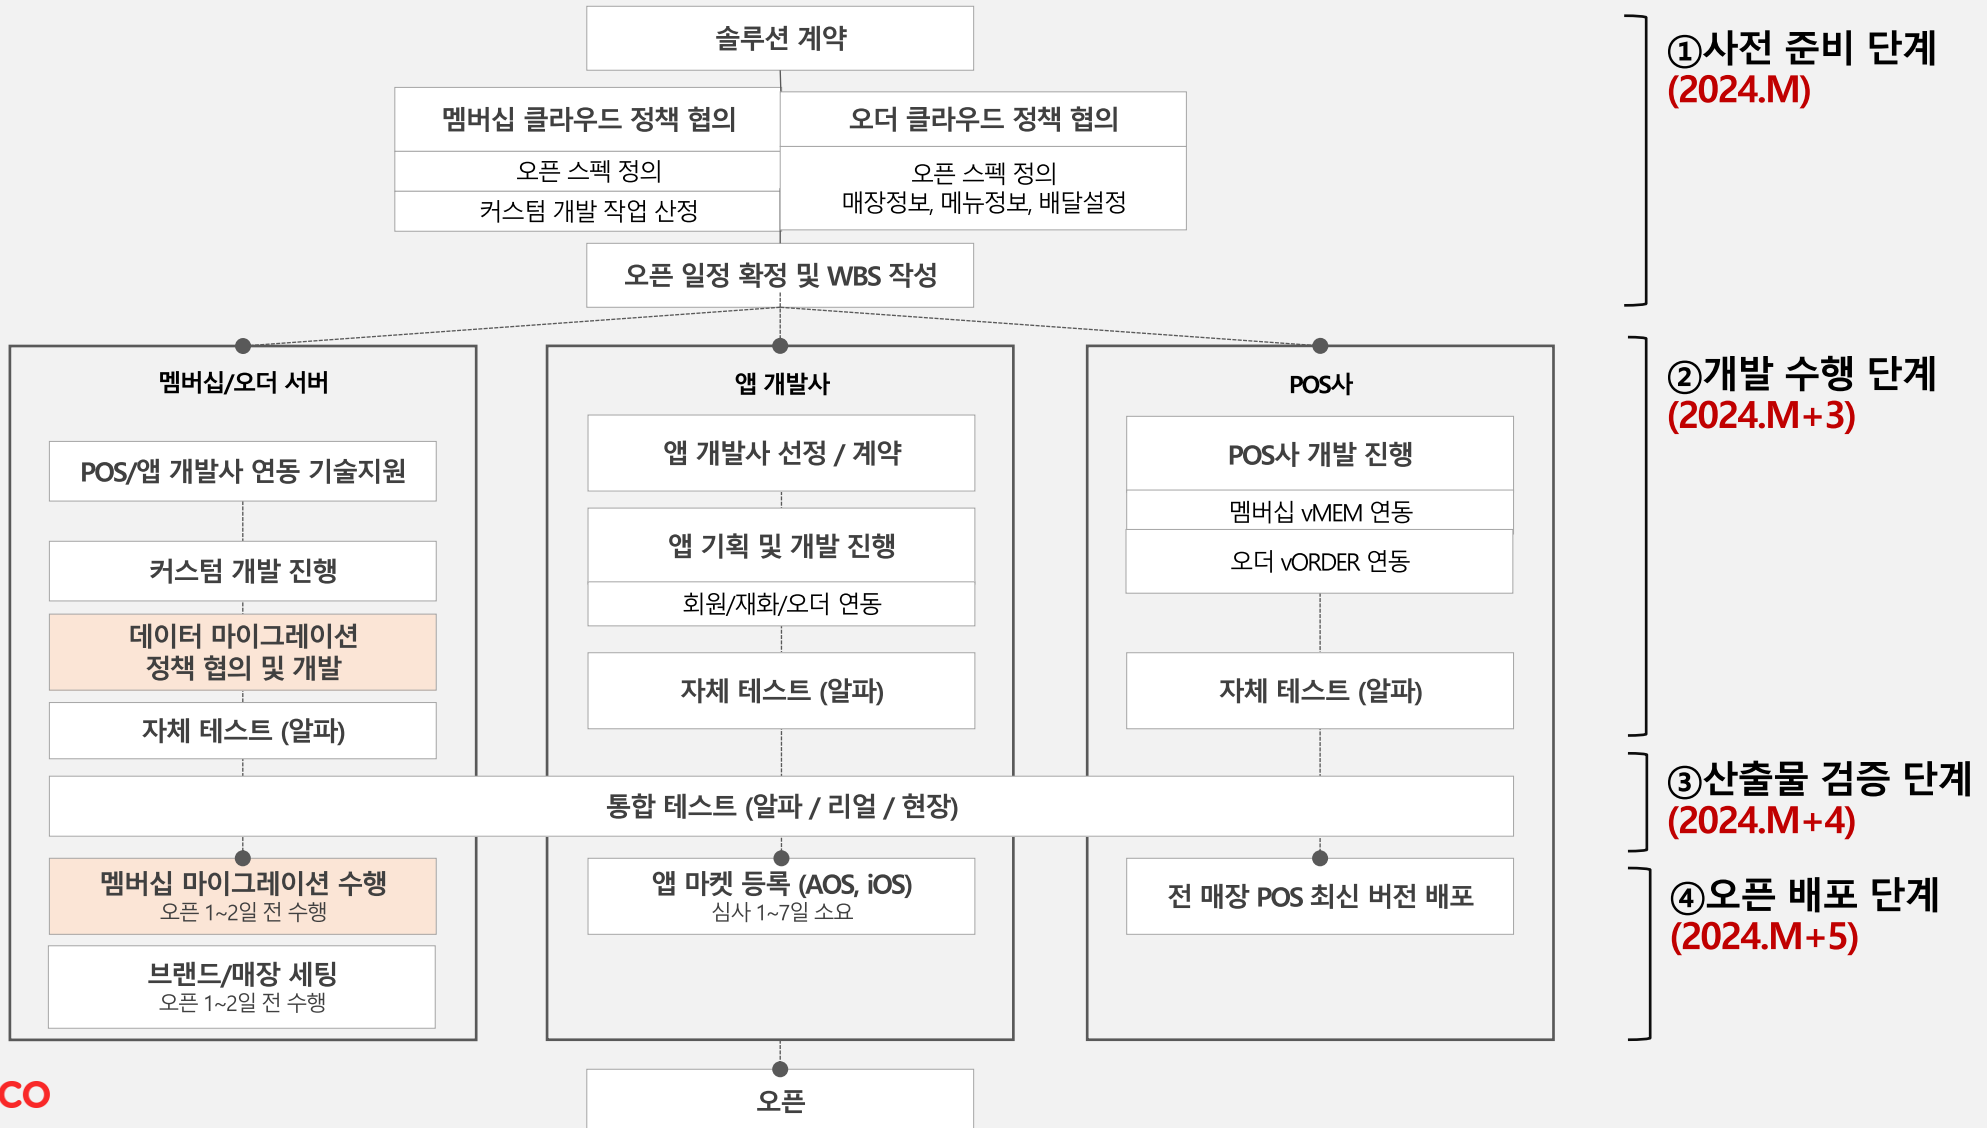 솔루션 계약
①사전 준비 단계
(2024.M)
멤버십 클라우드 정책 협의
오픈 스펙 정의
커스텀 개발 작업 산정
오더 클라우드 정책 협의
오픈 스펙 정의
매장정보, 메뉴정보, 배달설정
오픈 일정 확정 및 WBS 작성
②개발 수행 단계
(2024.M+3)
멤버십/오더 서버
POS/앱 개발사 연동 기술지원
커스텀 개발 진행
데이터 마이그레이션
정책 협의 및 개발
자체 테스트 (알파)
앱 개발사
앱 개발사 선정 / 계약
앱 기획 및 개발 진행
회원/재화/오더 연동
자체 테스트 (알파)
POS사
POS사 개발 진행
멤버십 vMEM 연동
오더 vORDER 연동
자체 테스트 (알파)
통합 테스트 (알파 / 리얼 / 현장)
③산출물 검증 단계
(2024.M+4)
멤버십 마이그레이션 수행
오픈 1~2일 전 수행
브랜드/매장 세팅
오픈 1~2일 전 수행
앱 마켓 등록 (AOS, iOS)
심사 1~7일 소요
전 매장 POS 최신 버전 배포
④오픈 배포 단계
(2024.M+5)
오픈
co